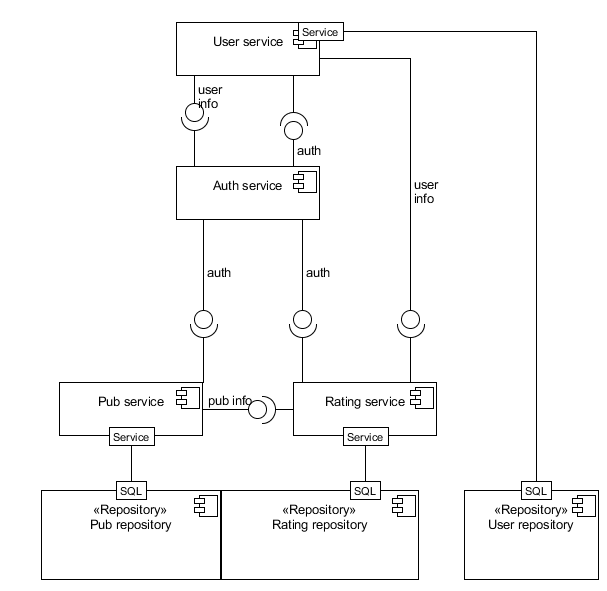 User service
Service
user
info
auth
Auth service
user
info
auth
auth
Pub service
pub info
Rating service
Service
Service
SQL
SQL
SQL
«Repository»
Pub repository
«Repository»
Rating repository
«Repository»
User repository